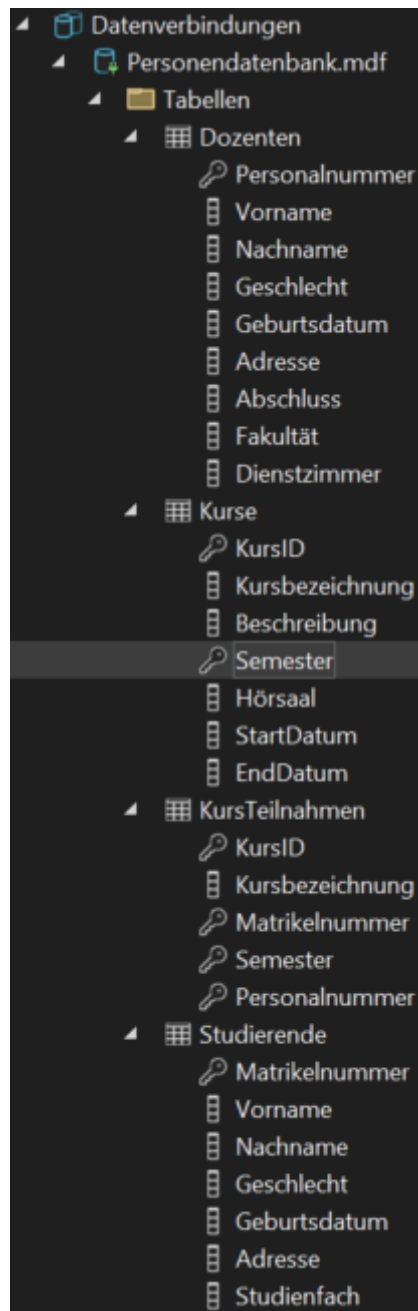 Datenverbindungen
Personendatenbank.mdf
Tabellen
Dozenten
Personalnummer
Vorname
Nachname
Geschlecht
Geburtsdatum
Adresse
Abschluss
Fakultät
Dienstzimmer
Kurse
KursID
Kursbezeichnung
Beschreibung
Semester
Hörsaal
StartDatum
EndDatum
KursTeilnahmen
KursID
Kursbezeichnung
Matrikelnummer
Semester
Personalnummer
Studierende
Matrikelnummer
Vorname
Nachname
Geschlecht
Geburtsdatum
Adresse
Studienfach